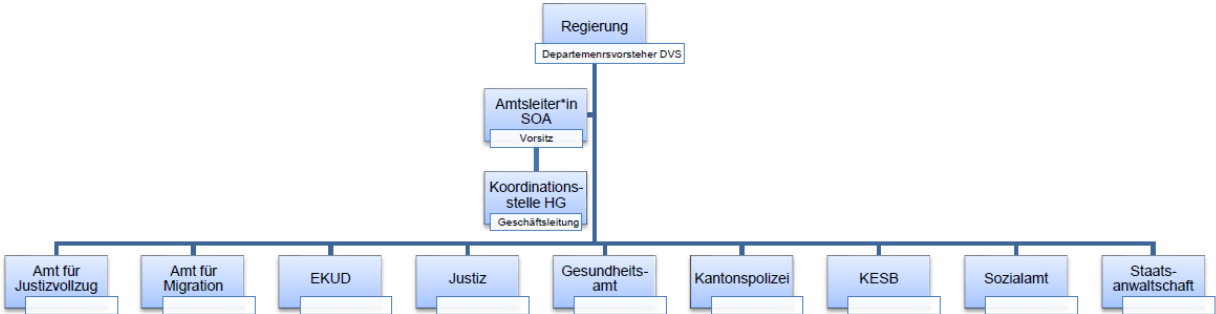 Regierung
Departemenrsvorsteher DVS
Amtsleiter*in
SOA
Vorsitz
Koordinations-
stelle HG
Geschäftsleitung
Amt für
Justizvollzug
Amt für
Migration
EKUD
Justiz
Gesundheits-
amt
Kantonspolizei
KESB
Sozialamt
Staats-
anwaltschaft